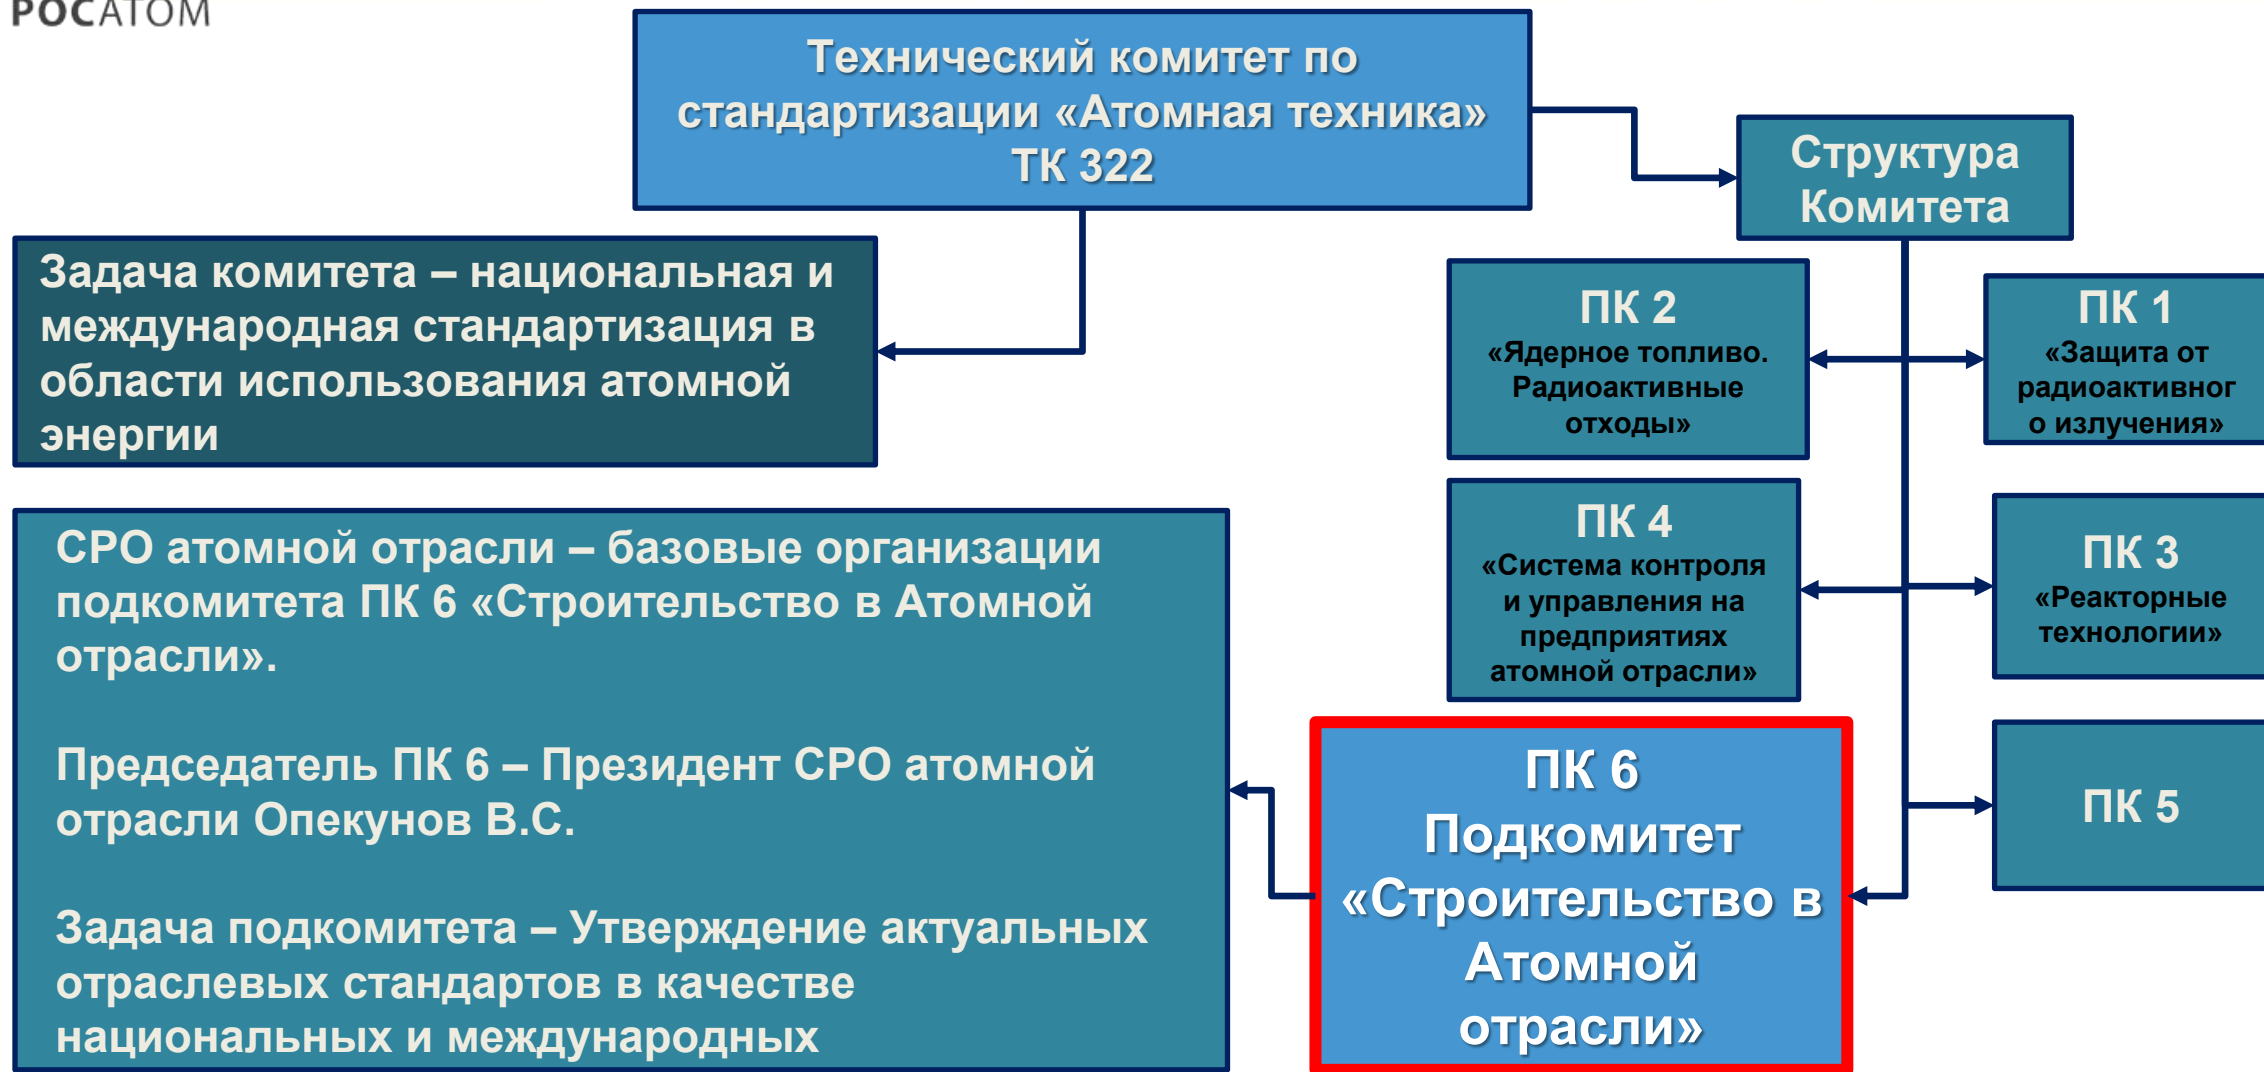 РОСАТОМ
Технический комитет по
стандартизации «Атомная техника»
ТК 322
Структура
Комитета
Задача комитета – национальная и
международная стандартизация в
области использования атомной
энергии
ПК 2
«Ядерное топливо.
Радиоактивные
отходы»
ПК 1
«Защита от
радиоактивног
о излучения»
ПК 4
«Система контроля
и управления на
предприятиях
атомной отрасли»
ПК 3
«Реакторные
технологии»
СРО атомной отрасли – базовые организации
подкомитета ПК 6 «Строительство в Атомной
отрасли».
Председатель ПК 6 – Президент СРО атомной
отрасли Опекунов В.С.
Задача подкомитета – Утверждение актуальных
отраслевых стандартов в качестве
национальных и международных
ПК 6
Подкомитет
«Строительство в
Атомной
отрасли»
ПК 5